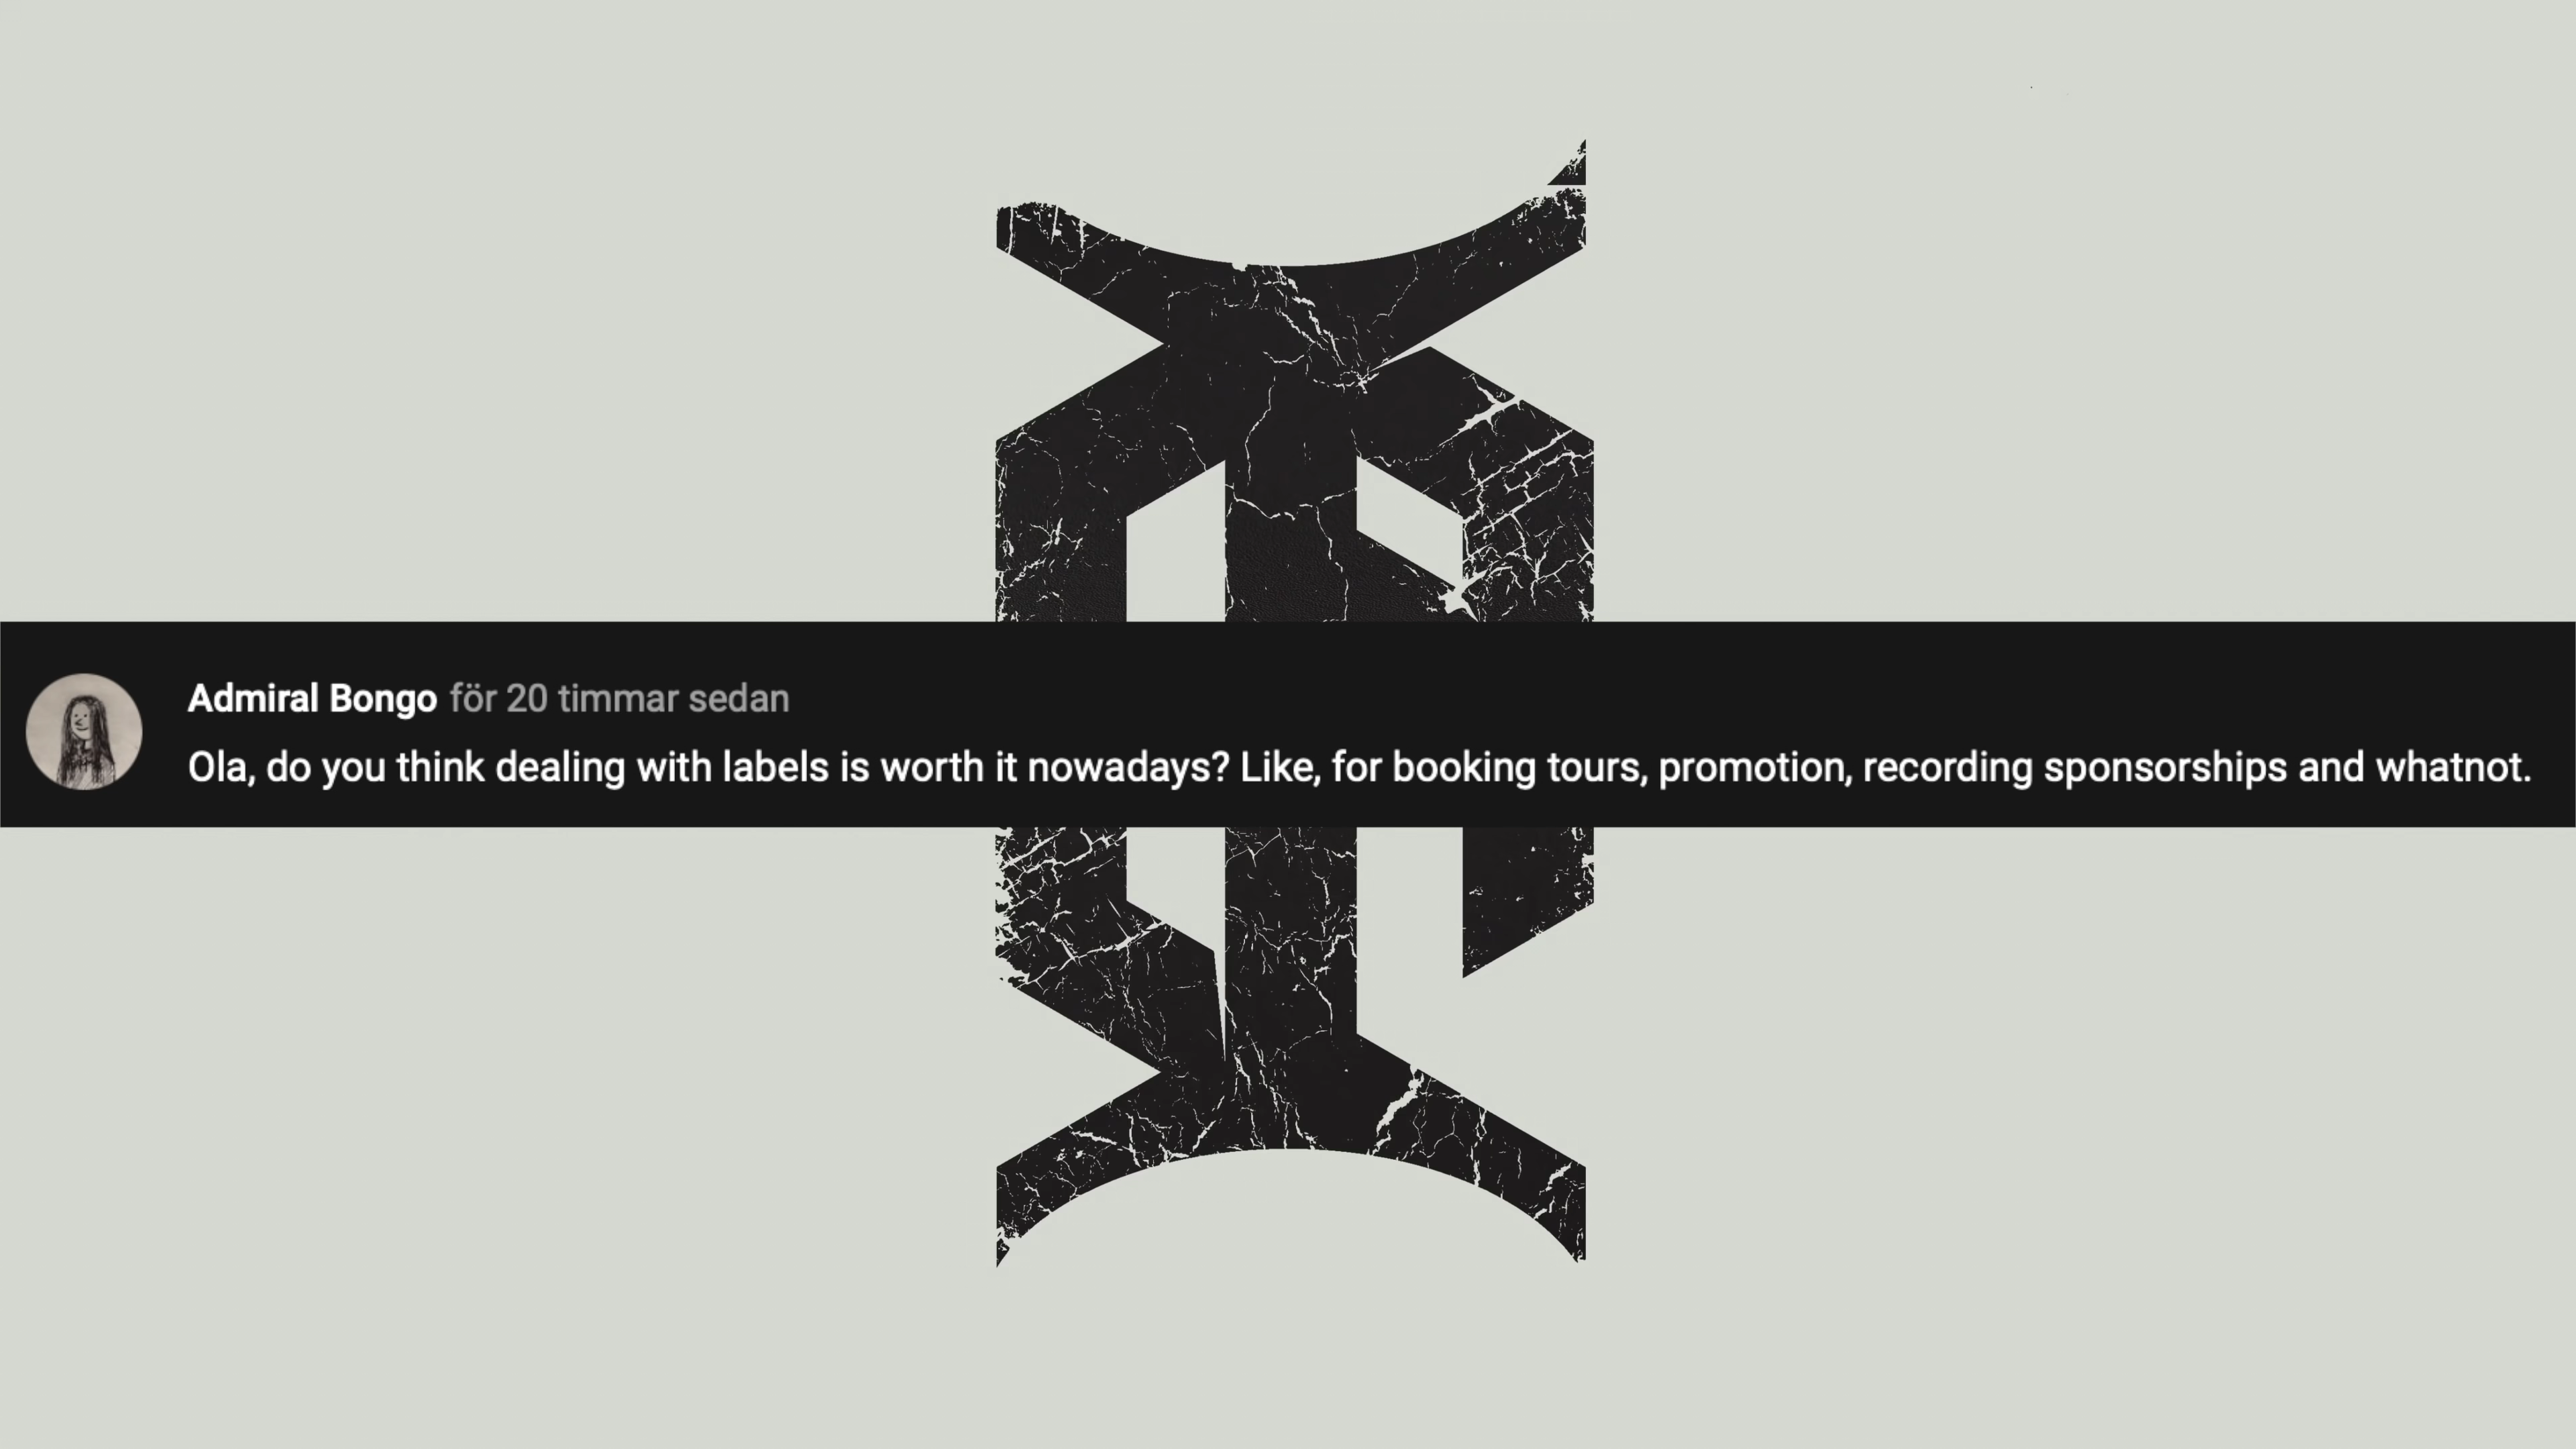 Admiral Bongo för 20 timmar sedan
Ola, do you think dealing with labels is worth it nowadays? Like, for booking tours, promotion, recording sponsorships and whatnot.